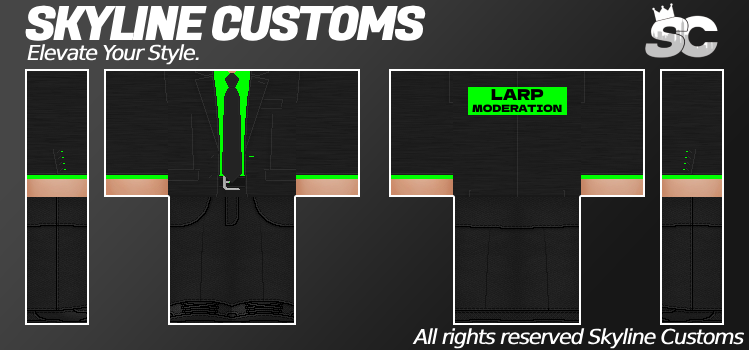 SKYLINE CUSTOMS
Elevate Your Style.
SC
LARP
MODERATION
All rights reserved Skyline Customs